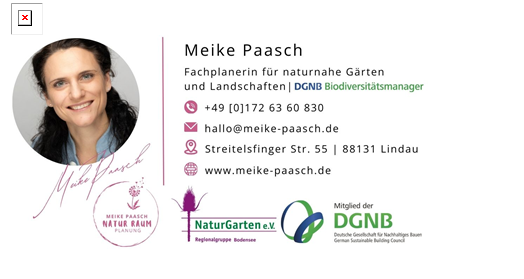 Meike Paasch
Fachplanerin für naturnahe Gärten
und Landschaften| DGNB Biodiversitätsmanager
+49 [0]172 63 60 830
hallo@meike-paasch.de
Streitelsfinger Str. 55 | 88131 Lindau
www.meike-paasch.de
Meike Paasch
MEIKE PAASCH
NATUR RAUM
PLANUNG
NaturGarten e.V.
Regionalgruppe Bodensee
Mitglied der
DGNB
Deutsche Gesellschaft für Nachhaltiges Bauen
German Sustainable Building Council